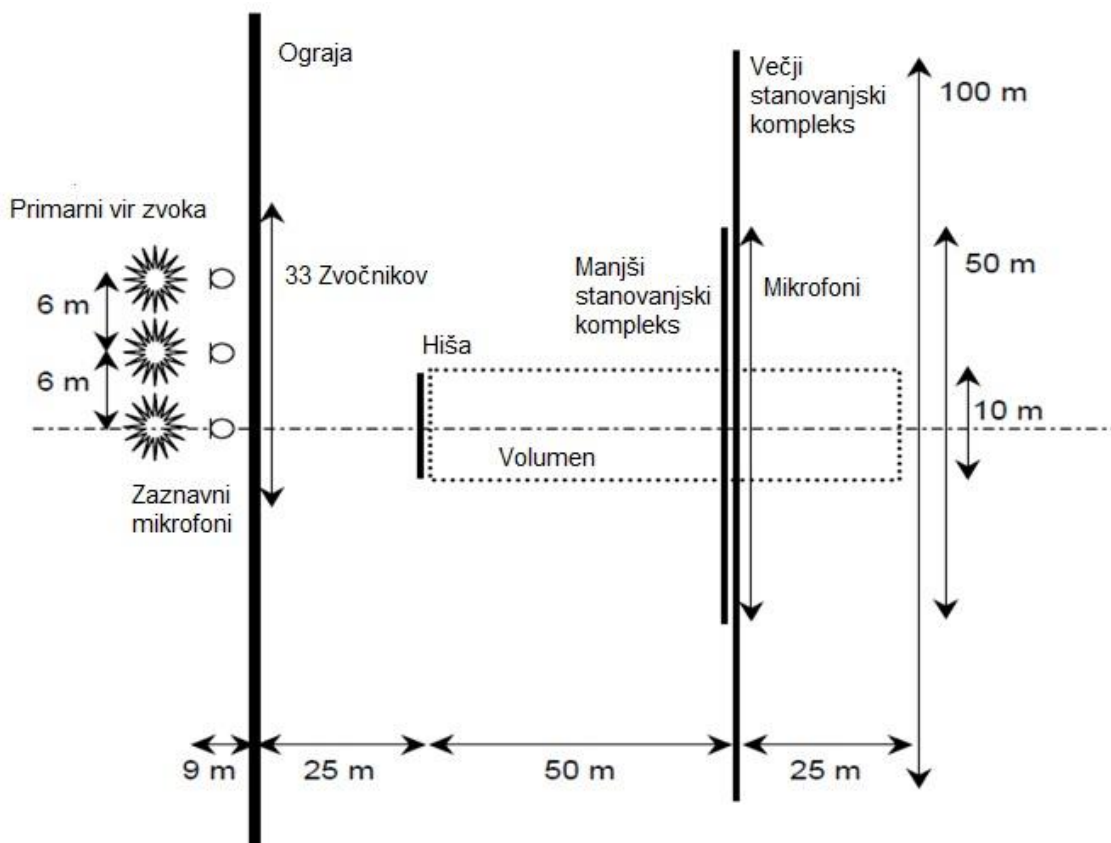 Ograja
Večji
stanovanjski
kompleks
100 m
Primarni vir zvoka
33 Zvočnikov
Manjši
stanovanjski
kompleks
Mikrofoni
50 m
6 m
Hiša
6 m
10 m
Volumen
Zaznavni
mikrofoni
9 m
25 m
50 m
25 m